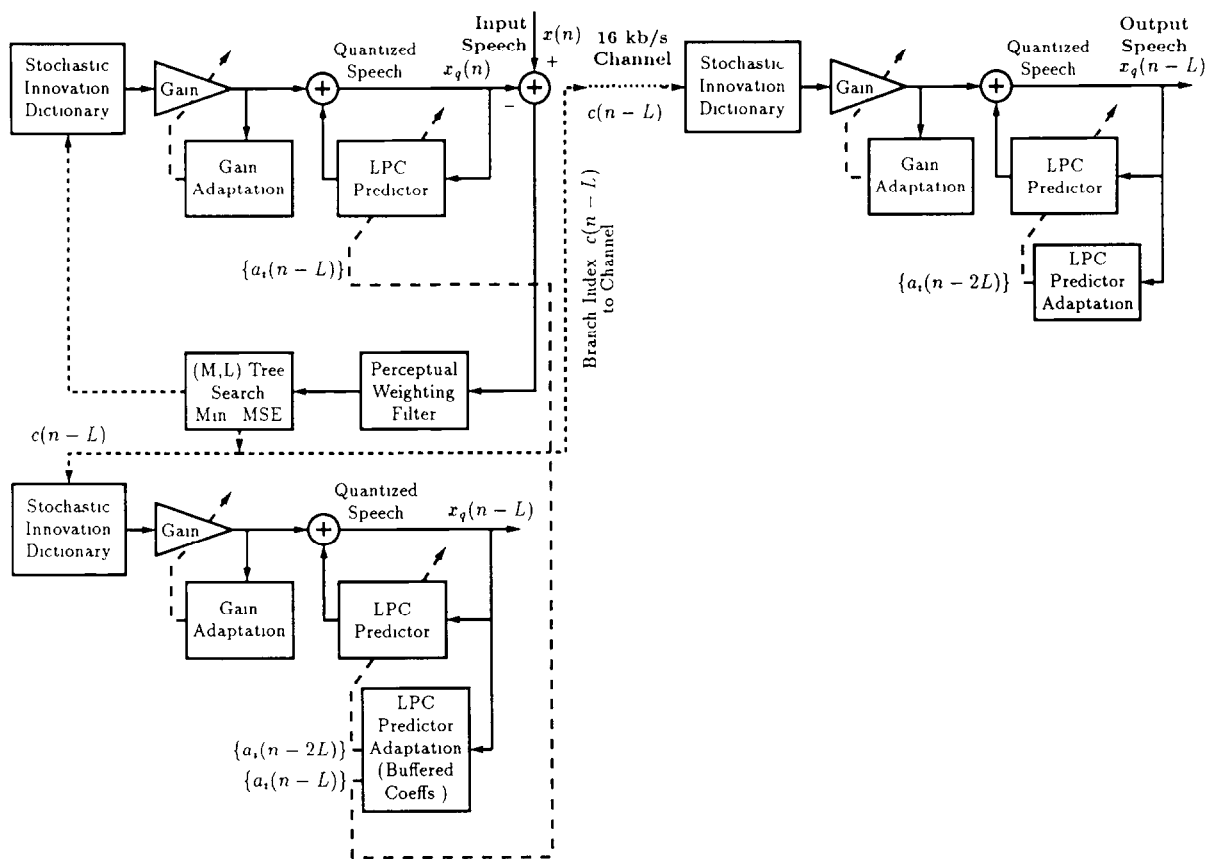 Input
Speech
x(n)
16 kb/s
Channel
Output
Speech
x_q(n − L)
Stochastic
Innovation
Dictionary
Gain
Quantized
Speech
x_q(n)
+
+
−
c(n − L)
Gain
Adaptation
LPC
Predictor
{a_i(n − L)}
Branch Index c(n − L)
to Channel
Stochastic
Innovation
Dictionary
Gain
Quantized
Speech
+
Gain
Adaptation
LPC
Predictor
{a_i(n − 2L)}
LPC
Predictor
Adaptation
(M,L) Tree
Search
Min MSE
Perceptual
Weighting
Filter
c(n − L)
Stochastic
Innovation
Dictionary
Gain
Quantized
Speech
x_q(n − L)
+
Gain
Adaptation
LPC
Predictor
LPC
Predictor
Adaptation
(Buffered
Coeffs )
{a_i(n − 2L)}
{a_i(n − L)}